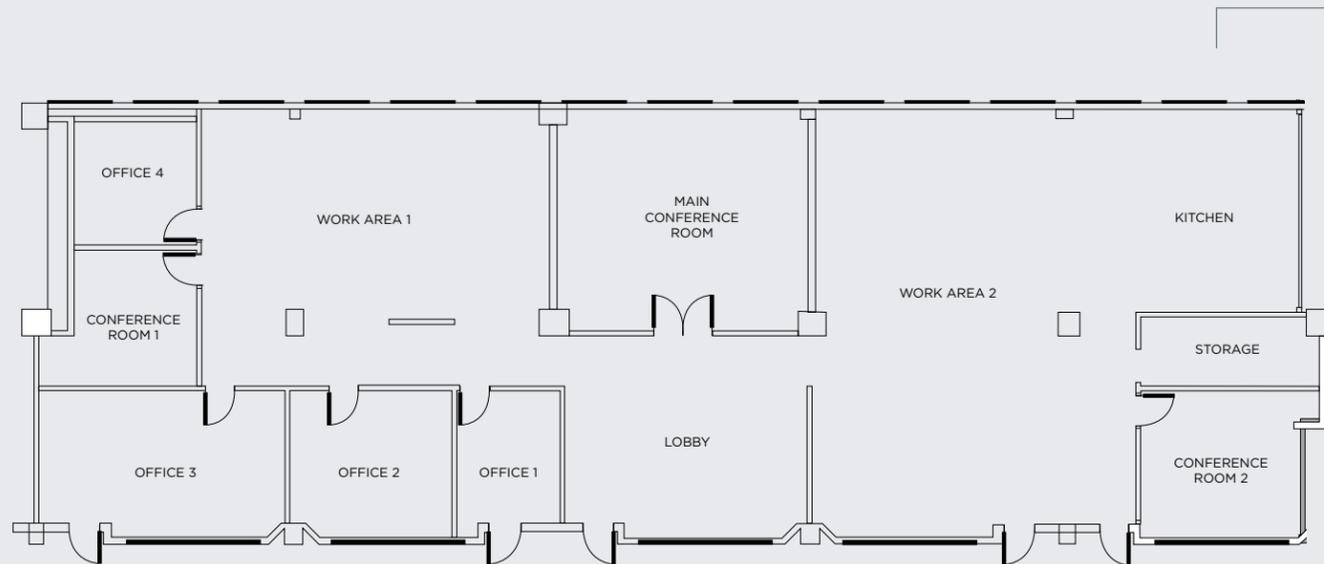 OFFICE 4
WORK AREA 1
MAIN
CONFERENCE
ROOM
KITCHEN
WORK AREA 2
CONFERENCE
ROOM 1
STORAGE
LOBBY
OFFICE 3
OFFICE 2
OFFICE 1
CONFERENCE
ROOM 2